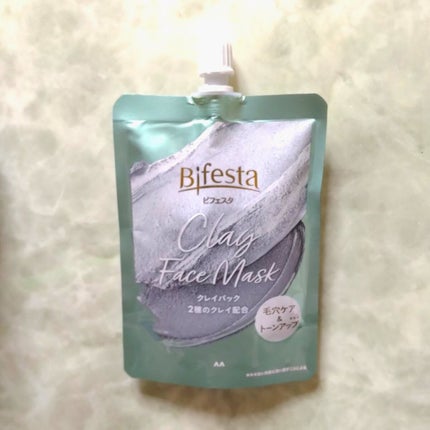 Bifesta
ビフェスタ
Clay
Face Mask
クレイパック
2種のクレイ配合
毛穴ケア
&
トーンアップ